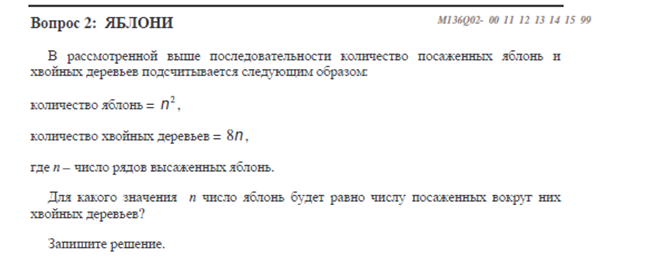 Вопрос 2: ЯБЛОНИ
M136Q02- 00 11 12 13 14 15 99
В рассмотренной выше последовательности количество посаженных яблонь и
хвойных деревьев подсчитывается следующим образом:
количество яблонь = n²,
количество хвойных деревьев = 8n,
где n – число рядов высаженных яблонь.
Для какого значения n число яблонь будет равно числу посаженных вокруг них
хвойных деревьев?
Запишите решение.